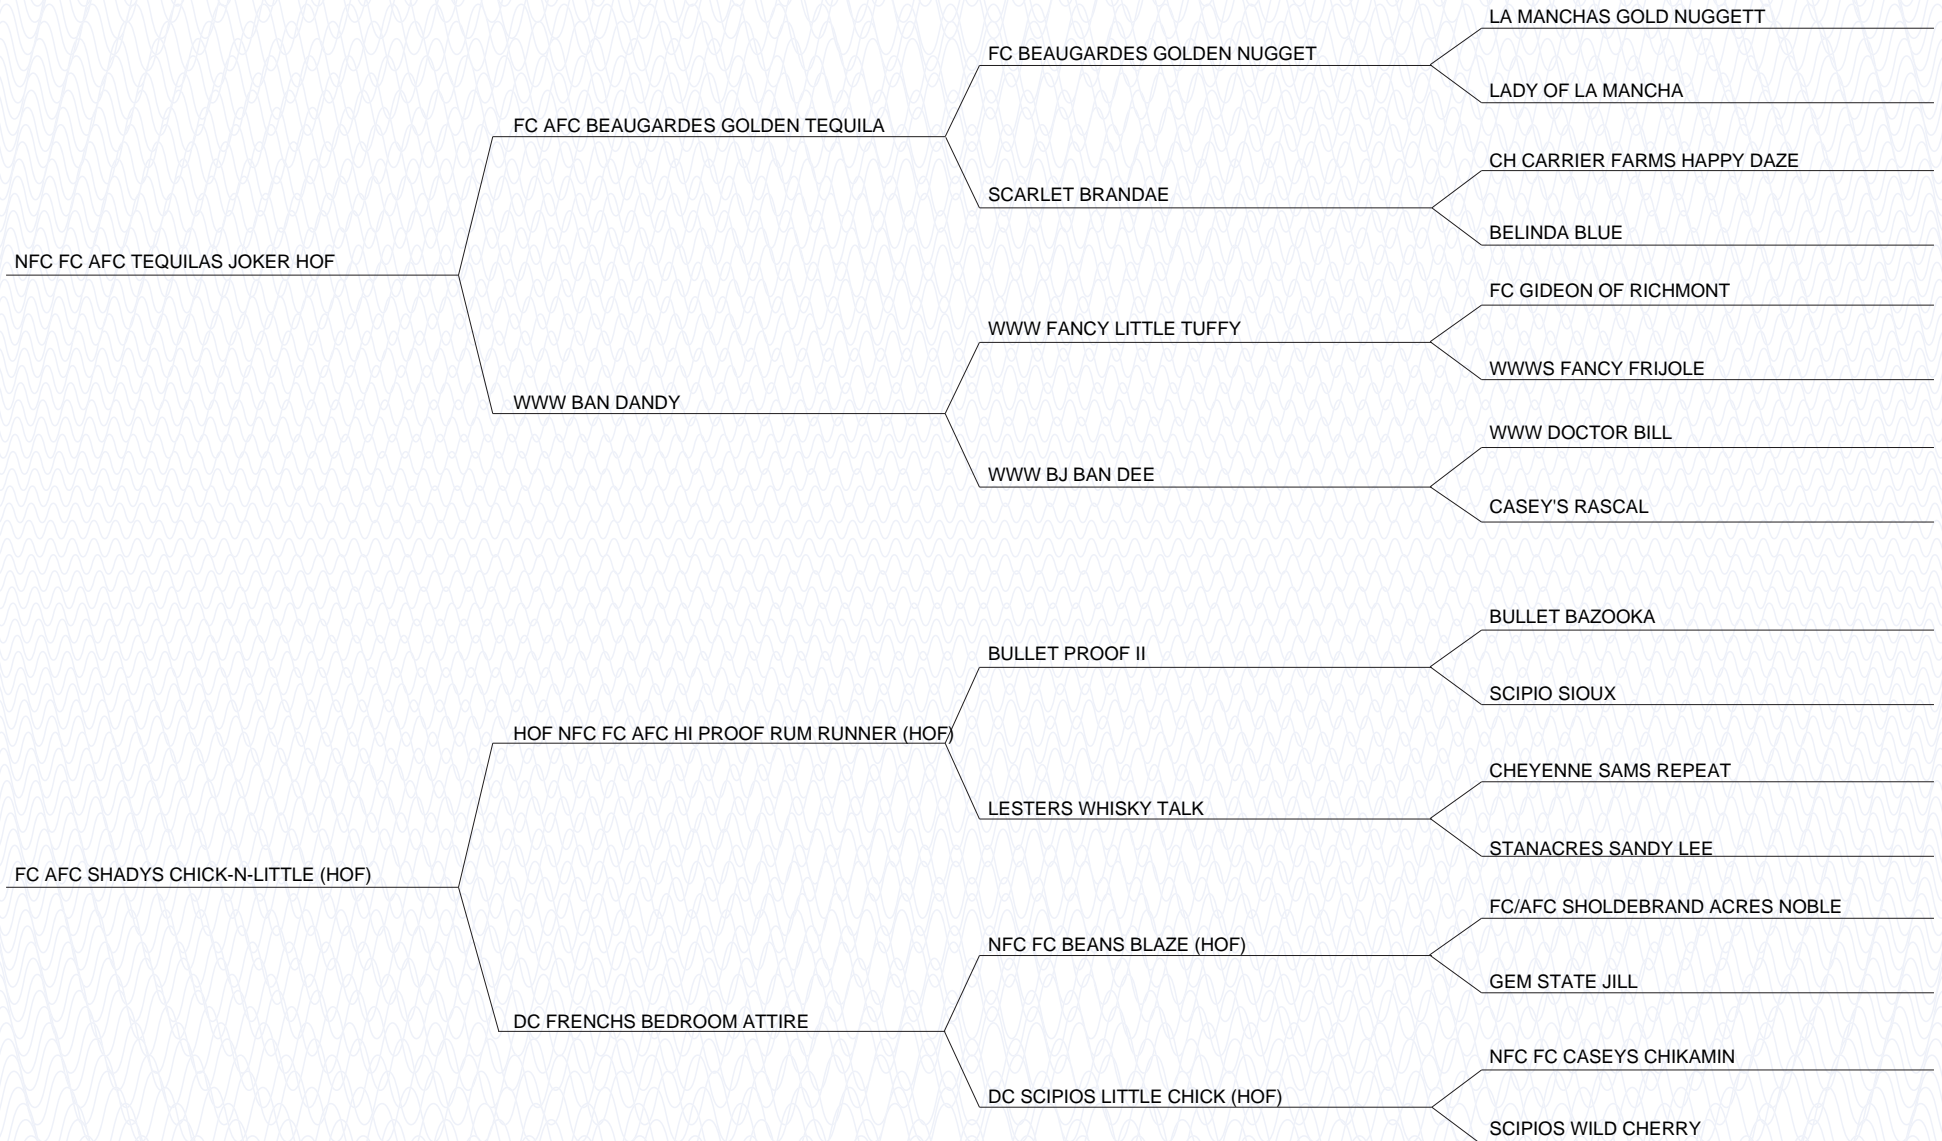 LA MANCHAS GOLD NUGGETT
FC BEAUGARDES GOLDEN NUGGET
LADY OF LA MANCHA
FC AFC BEAUGARDES GOLDEN TEQUILA
CH CARRIER FARMS HAPPY DAZE
SCARLET BRANDAE
BELINDA BLUE
NFC FC AFC TEQUILAS JOKER HOF
FC GIDEON OF RICHMONT
WWW FANCY LITTLE TUFFY
WWWS FANCY FRIJOLE
WWW BAN DANDY
WWW DOCTOR BILL
WWW BJ BAN DEE
CASEY'S RASCAL
BULLET BAZOOKA
BULLET PROOF II
SCIPIO SIOUX
HOF NFC FC AFC HI PROOF RUM RUNNER (HOF)
CHEYENNE SAMS REPEAT
LESTERS WHISKY TALK
STANACRES SANDY LEE
FC AFC SHADYS CHICK-N-LITTLE (HOF)
FC/AFC SHOLDEBRAND ACRES NOBLE
NFC FC BEANS BLAZE (HOF)
GEM STATE JILL
DC FRENCHS BEDROOM ATTIRE
NFC FC CASEYS CHIKAMIN
DC SCIPIOS LITTLE CHICK (HOF)
SCIPIOS WILD CHERRY